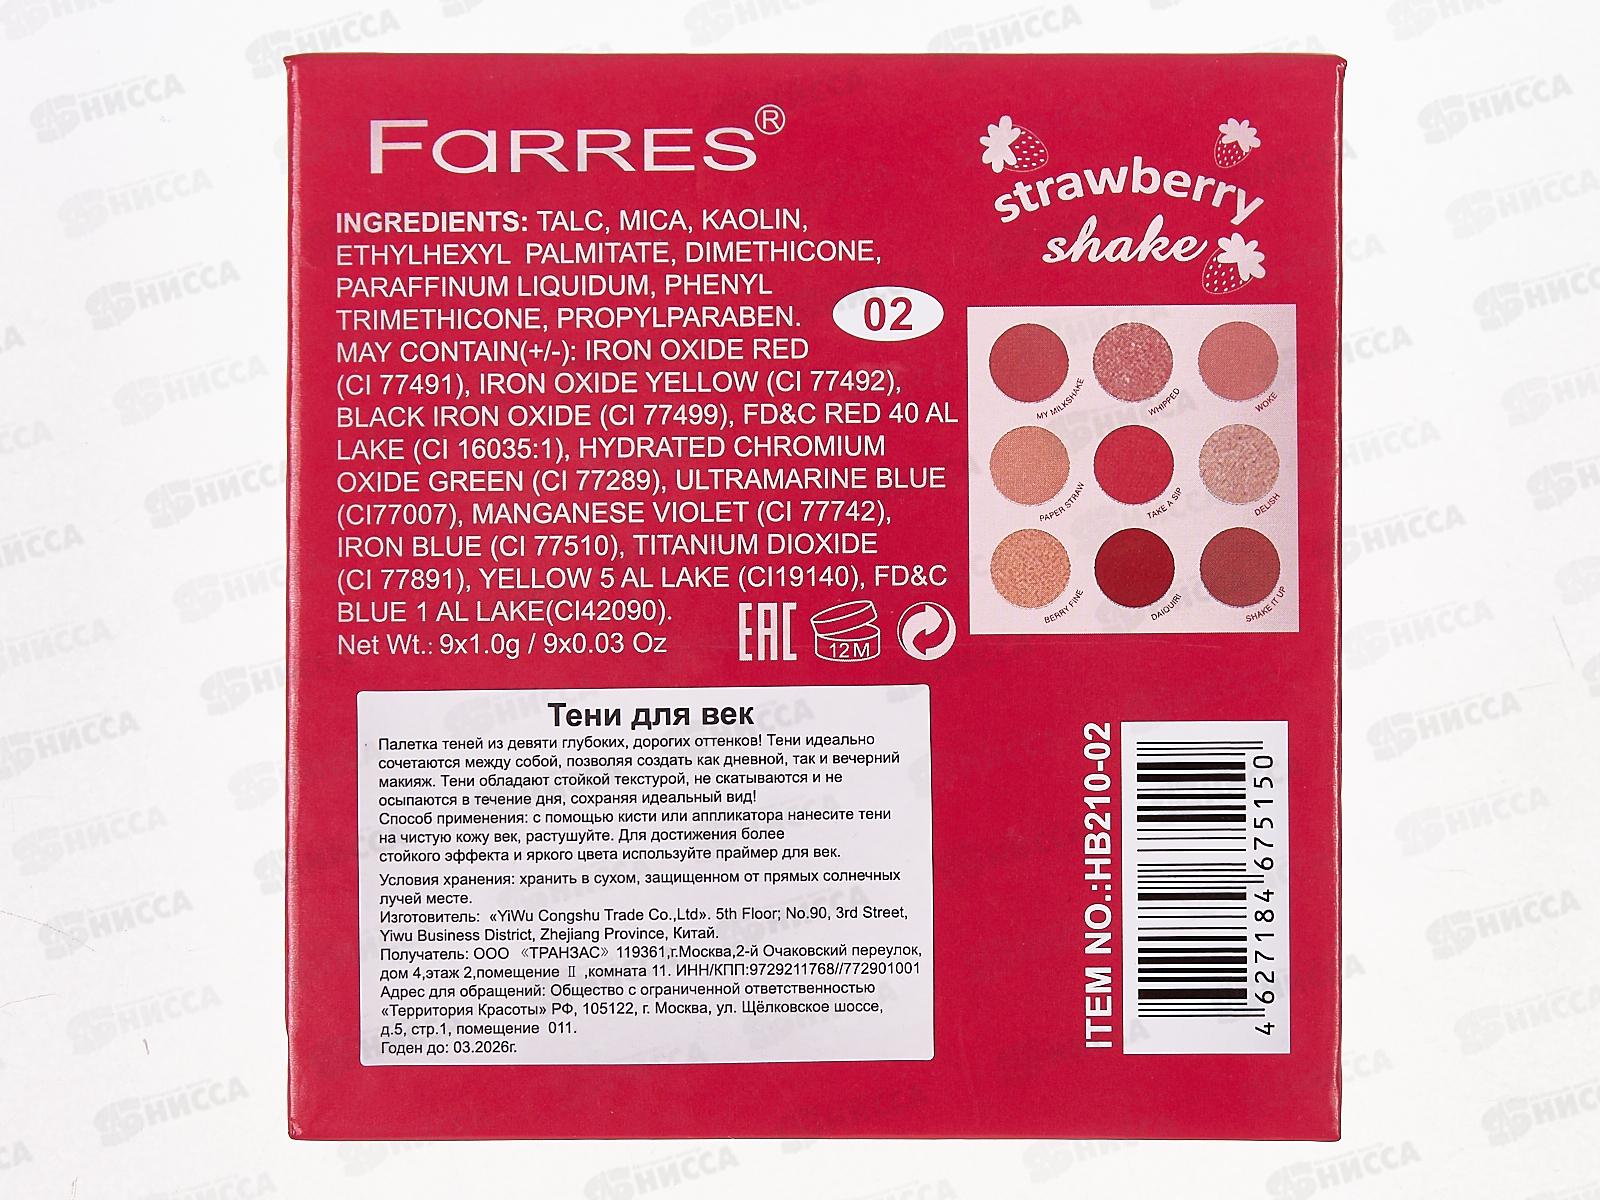 FARRES®
INGREDIENTS: TALC, MICA, KAOLIN,
ETHYLHEXYL PALMITATE, DIMETHICONE,
PARAFFINUM LIQUIDUM, PHENYL
TRIMETHICONE, PROPYLPARABEN.
MAY CONTAIN(+/-): IRON OXIDE RED
(CI 77491), IRON OXIDE YELLOW (CI 77492),
BLACK IRON OXIDE (CI 77499), FD&C RED 40 AL
LAKE (CI 16035:1), HYDRATED CHROMIUM
OXIDE GREEN (CI 77289), ULTRAMARINE BLUE
(CI77007), MANGANESE VIOLET (CI 77742),
IRON BLUE (CI 77510), TITANIUM DIOXIDE
(CI 77891), YELLOW 5 AL LAKE (CI19140), FD&C
BLUE 1 AL LAKE(CI42090).
Net Wt.: 9x1.0g / 9x0.03 Oz
EAC
12M
02
strawberry
shake
MY MILKSHAKE
WHIPPED
WOKE
PAPER STRAW
TAKE A SIP
DELISH
BERRY FINE
DAIQUIRI
SHAKE IT UP
Тени для век
Палетка теней из девяти глубоких, дорогих оттенков! Тени идеально
сочетаются между собой, позволяя создать как дневной, так и вечерний
макияж. Тени обладают стойкой текстурой, не скатываются и не
осыпаются в течение дня, сохраняя идеальный вид!
Способ применения: с помощью кисти или аппликатора нанесите тени
на чистую кожу век, растушуйте. Для достижения более
стойкого эффекта и яркого цвета используйте праймер для век.
Условия хранения: хранить в сухом, защищенном от прямых солнечных
лучей месте.
Изготовитель: «YiWu Congshu Trade Co.,Ltd». 5th Floor; No.90, 3rd Street,
Yiwu Business District, Zhejiang Province, Китай.
Получатель: ООО 《ТРАНЗАС》 119361,г.Москва,2-й Очаковский переулок,
дом 4,этаж 2,помещение Ⅱ ,комната 11. ИНН/КПП:9729211768//772901001
Адрес для обращений: Общество с ограниченной ответственностью
«Территория Красоты» РФ, 105122, г. Москва, ул. Щёлковское шоссе,
д.5, стр.1, помещение 011.
Годен до: 03.2026г.
ITEM NO.:HB210-02
4627184675150
НИССА